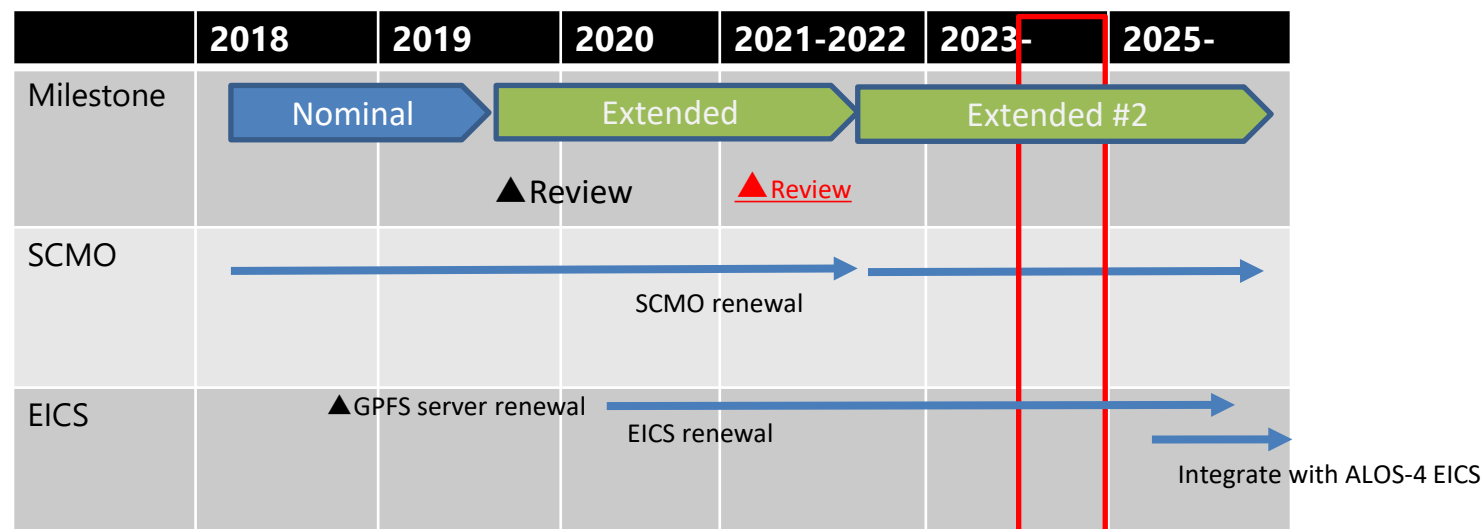 2018 2019 2020 2021-2022 2023- 2025-
Milestone
Nominal Extended Extended #2
▲Review ▲Review
SCMO
SCMO renewal
EICS
▲GPFS server renewal
EICS renewal
Integrate with ALOS-4 EICS